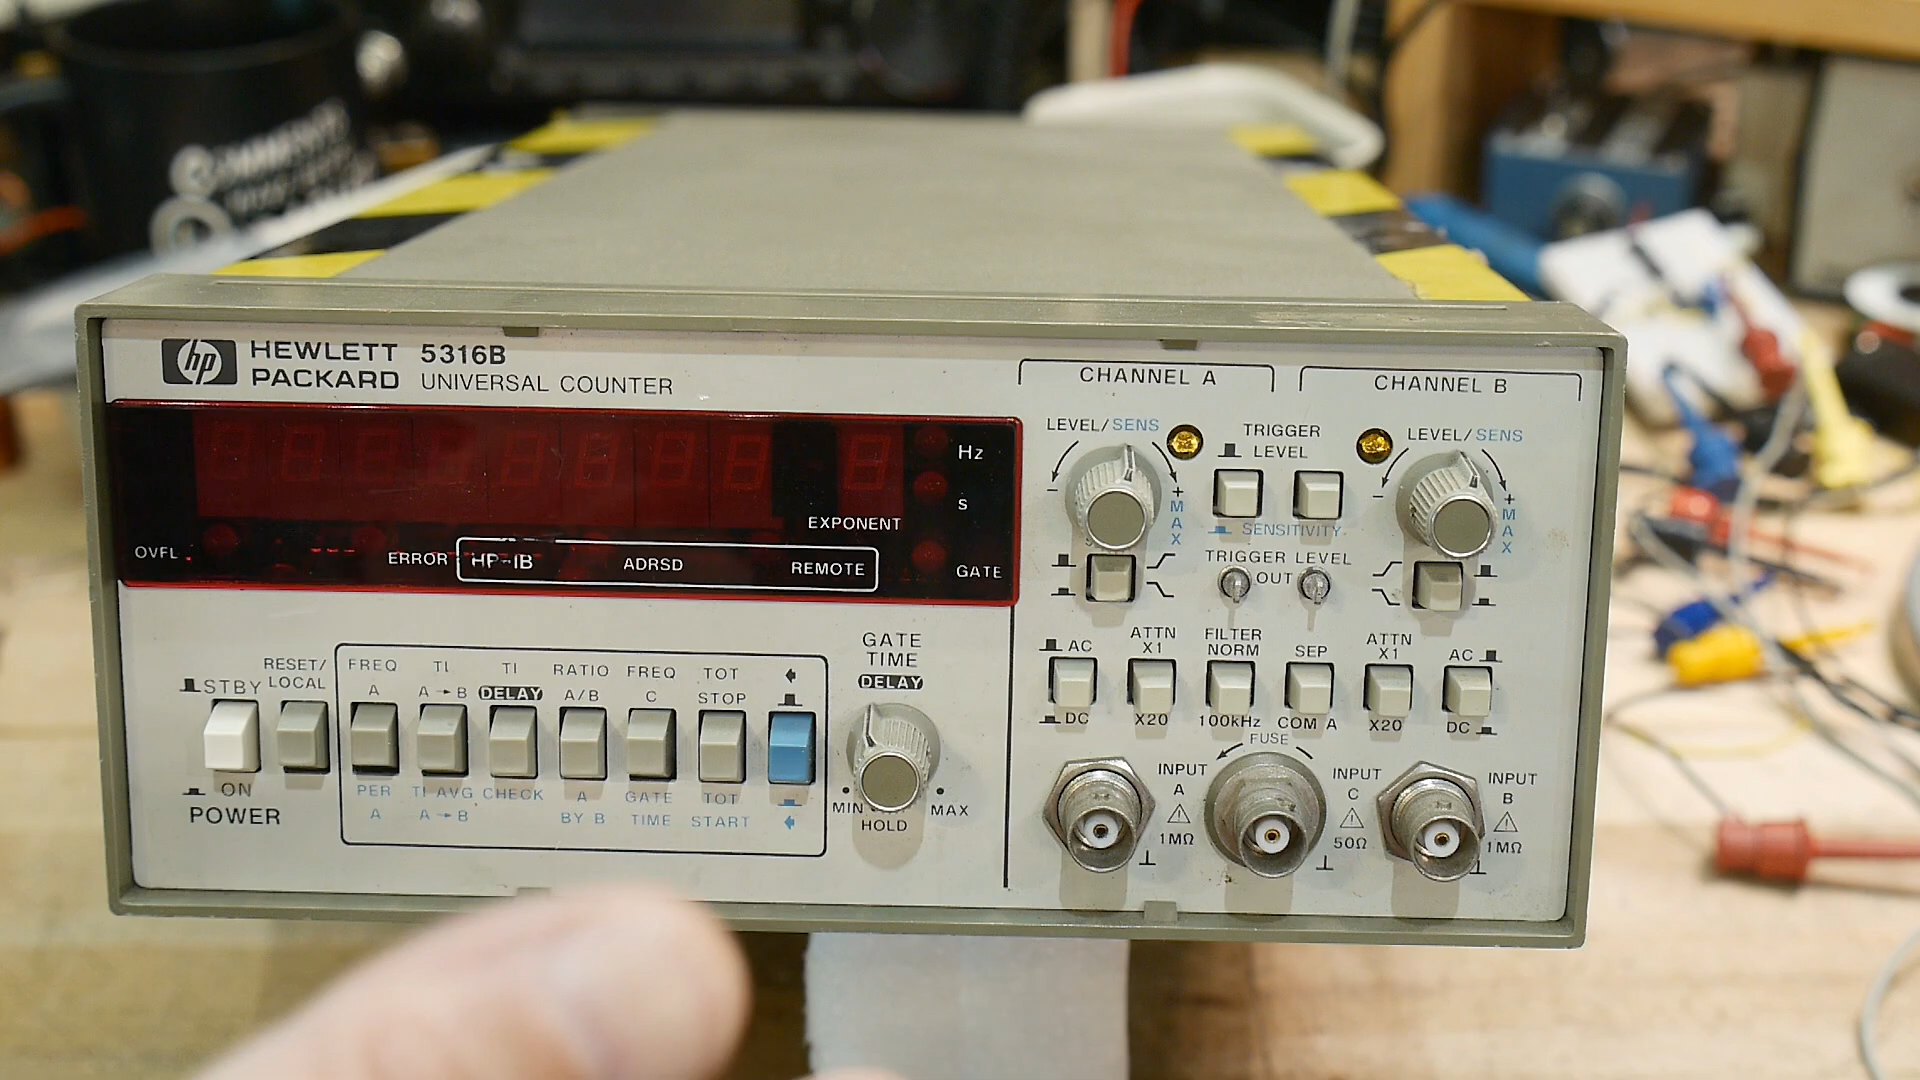 hp HEWLETT PACKARD 5316B
UNIVERSAL COUNTER
Hz
s
EXPONENT
OVFL ERROR HP-IB ADRSD REMOTE GATE
STBY
ON
POWER
RESET/
LOCAL
FREQ A
TI A→B
TI DELAY
RATIO A/B
FREQ C
TOT STOP
PER A
TI AVG A→B
CHECK
A BY B
GATE TIME
TOT START
GATE
TIME
DELAY
MIN MAX
HOLD
CHANNEL A
CHANNEL B
LEVEL/SENS
TRIGGER
LEVEL
LEVEL/SENS
- + MAX
- + MAX
SENSITIVITY
TRIGGER LEVEL
OUT
AC
DC
ATTN
X1
X20
FILTER
NORM
100kHz
SEP
COM A
ATTN
X1
X20
AC
DC
FUSE
INPUT
A
1MΩ
INPUT
C
50Ω
INPUT
B
1MΩ